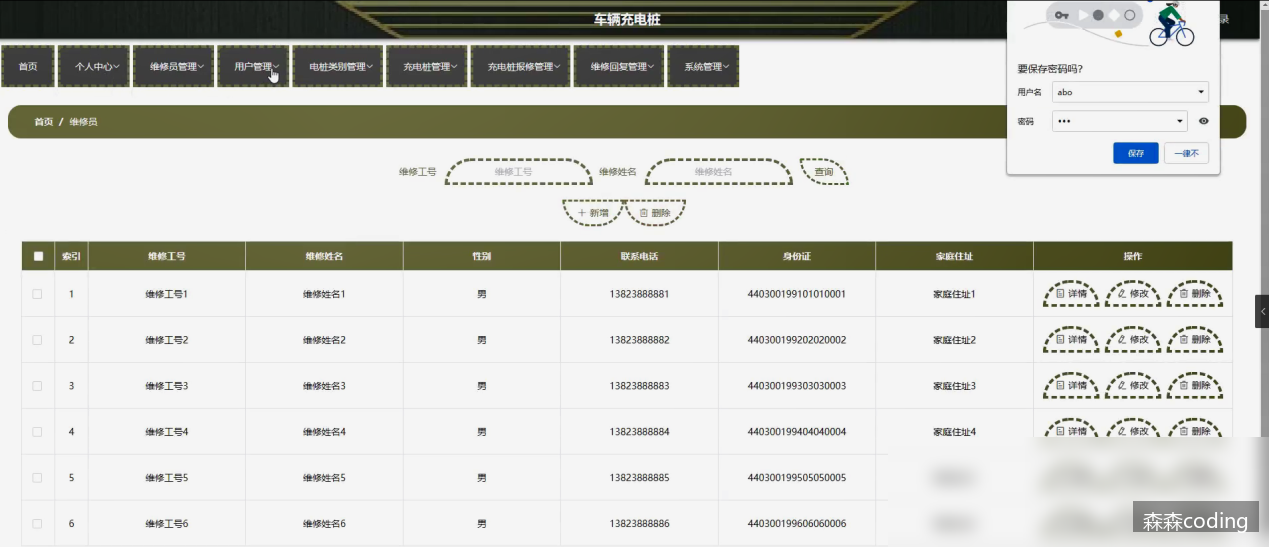 车辆充电桩
录
首页 个人中心 维修员管理 用户管理 电桩类别管理 充电桩管理 充电桩报修管理 维修回复管理 系统管理
要保存密码吗?
用户名 abo
密码 •••
保存 一律不
首页 / 维修员
维修工号 维修工号 维修姓名 维修姓名 查询
+ 新增 删除
索引 维修工号 维修姓名 性别 联系电话 身份证 家庭住址 操作
1 维修工号1 维修姓名1 男 13823888881 440300199101010001 家庭住址1 详情 修改 删除
2 维修工号2 维修姓名2 男 13823888882 440300199202020002 家庭住址2 详情 修改 删除
3 维修工号3 维修姓名3 男 13823888883 440300199303030003 家庭住址3 详情 修改 删除
4 维修工号4 维修姓名4 男 13823888884 440300199404040004 家庭住址4 详情 修改 删除
5 维修工号5 维修姓名5 男 13823888885 440300199505050005
6 维修工号6 维修姓名6 男 13823888886 440300199606060006
森森coding